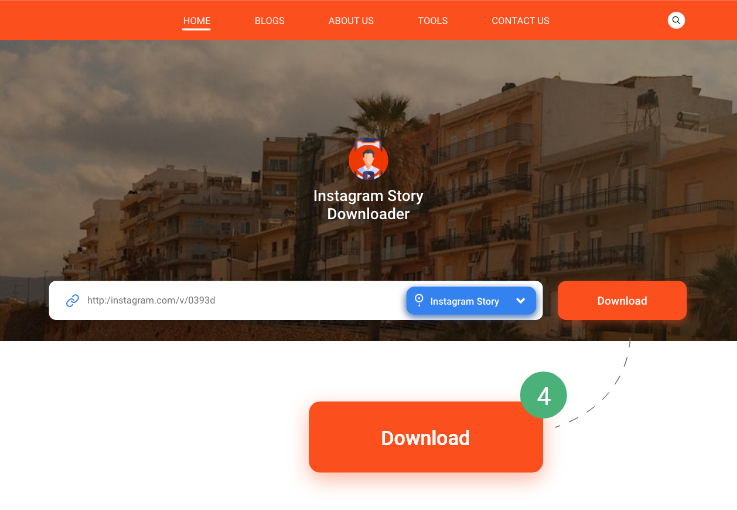 HOME
BLOGS
ABOUT US
TOOLS
CONTACT US
Instagram Story
Downloader
http:/instagram.com/v/0393d
Instagram Story
Download
4
Download